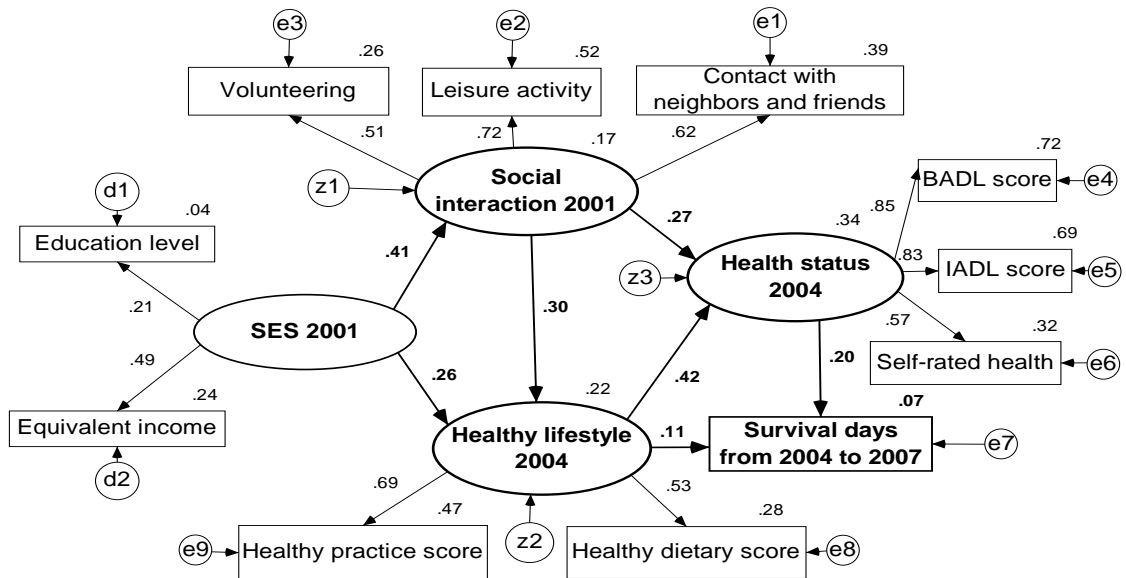 e3
e2
e1
.26
.52
.39
Volunteering
Leisure activity
Contact with
neighbors and friends
.51
.72
.17
.62
.72
d1
z1
Social
interaction 2001
BADL score
e4
.04
.85
Education level
.27
.34
.69
.41
z3
Health status
2004
.83
IADL score
e5
.21
SES 2001
.30
.57
.32
.49
.20
Self-rated health
e6
.26
.42
.24
.22
.07
Equivalent income
Healthy lifestyle
2004
.11
Survival days
from 2004 to 2007
e7
d2
.69
.53
.47
.28
e9
Healthy practice score
z2
Healthy dietary score
e8